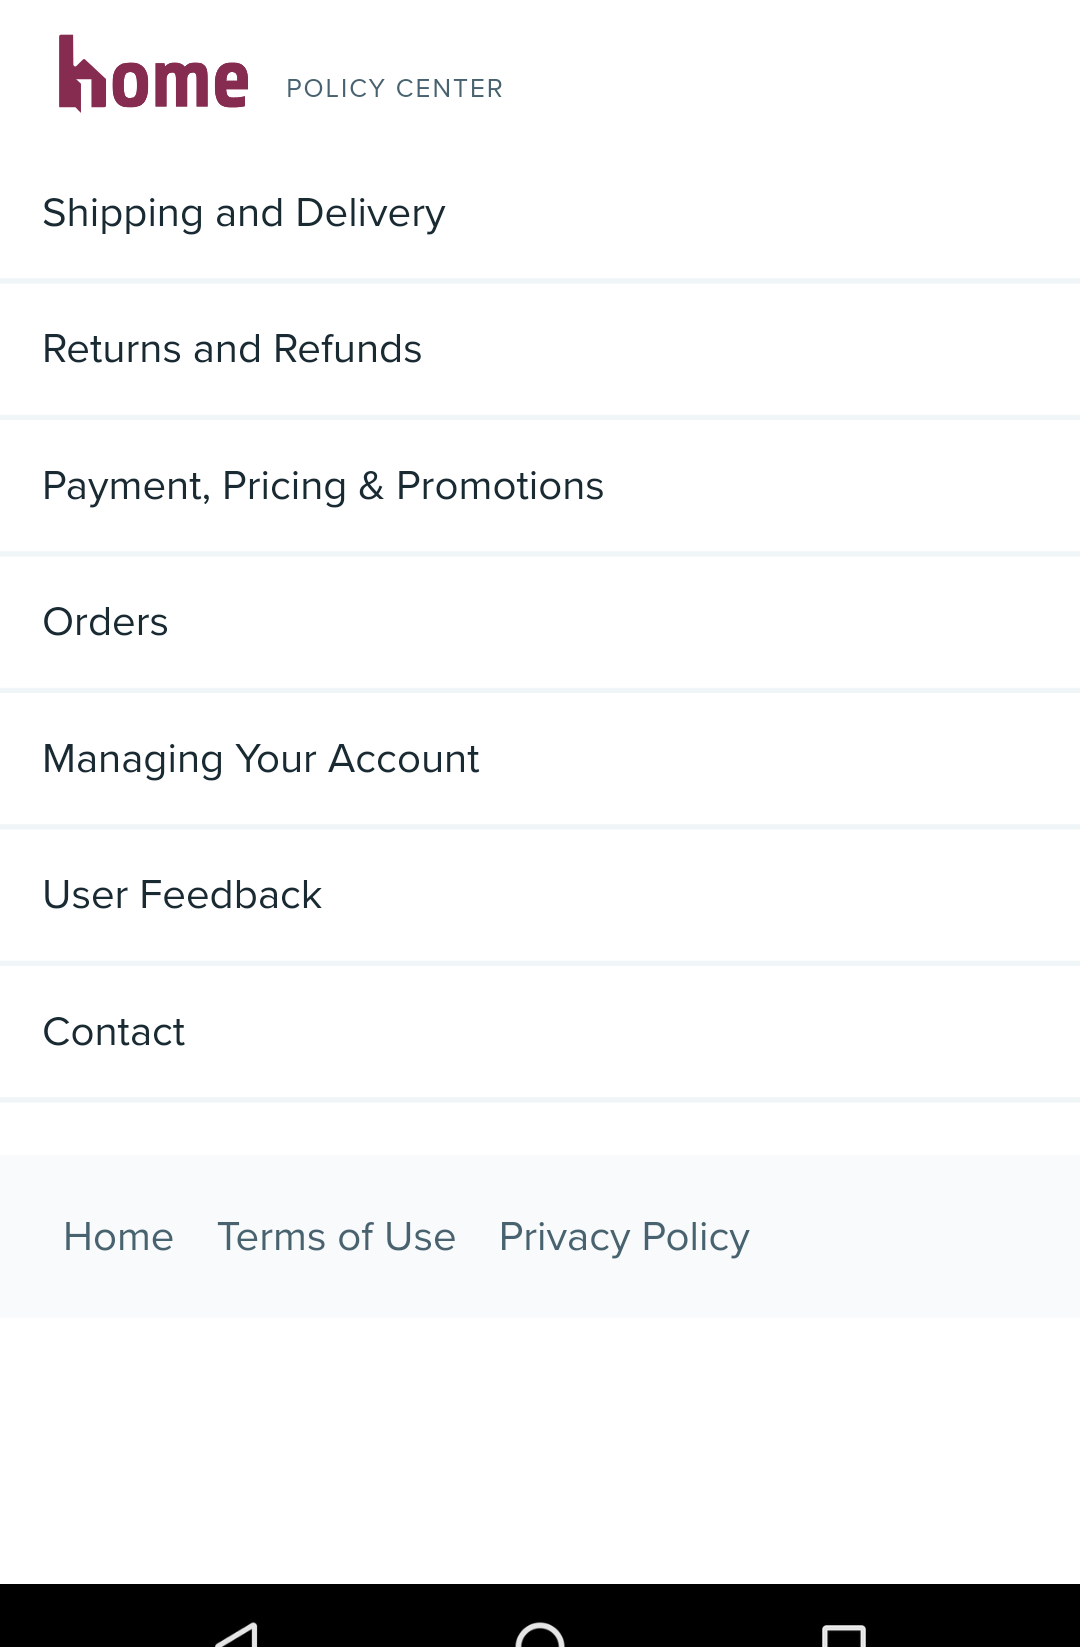 home POLICY CENTER
Shipping and Delivery
Returns and Refunds
Payment, Pricing & Promotions
Orders
Managing Your Account
User Feedback
Contact
Home Terms of Use Privacy Policy